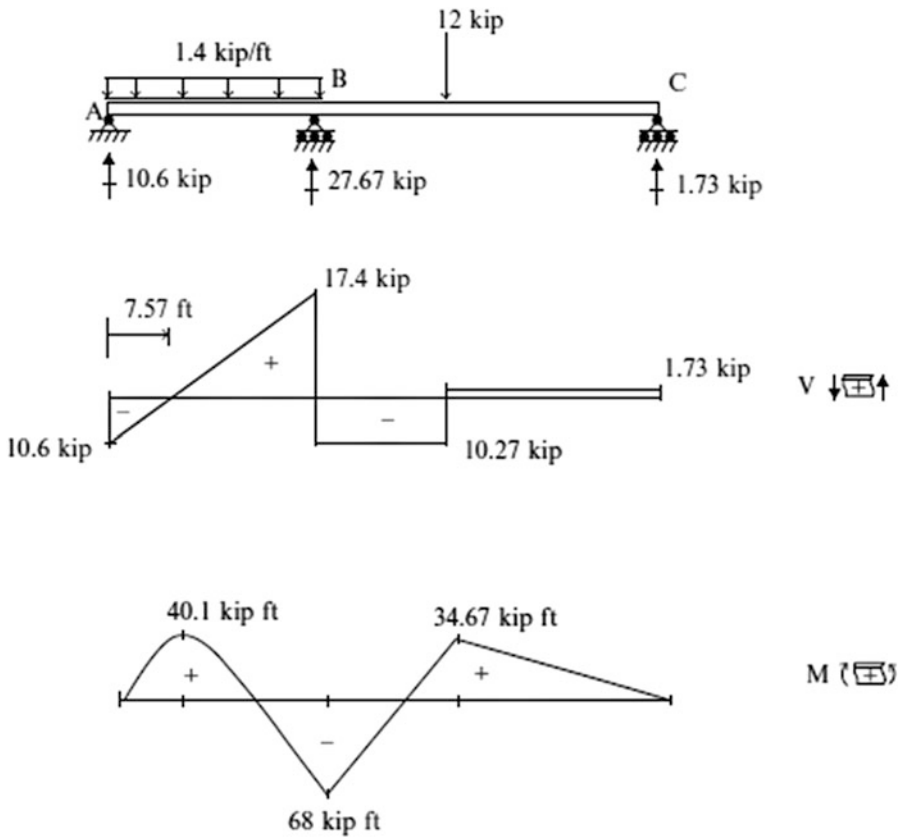 12 kip
1.4 kip/ft
B
C
A
10.6 kip
27.67 kip
1.73 kip
17.4 kip
7.57 ft
+
1.73 kip
V
+
−
−
10.6 kip
10.27 kip
40.1 kip ft
34.67 kip ft
+
+
M
+
−
68 kip ft